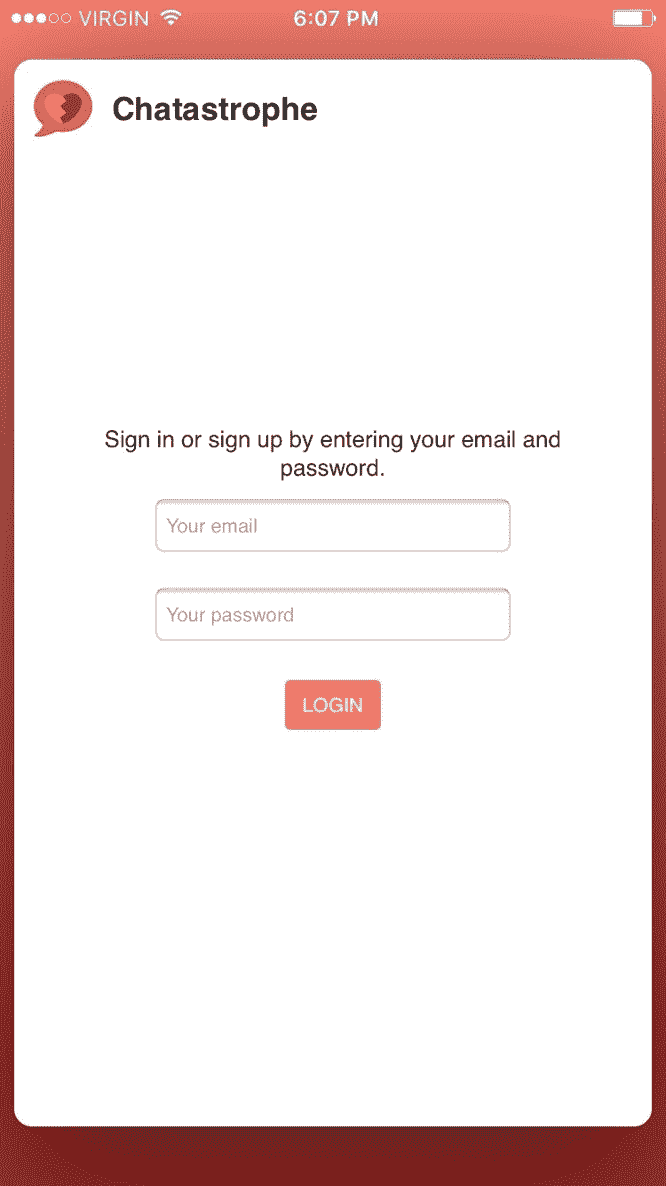 VIRGIN 6:07 PM
Chatastrophe
Sign in or sign up by entering your email and
password.
Your email
Your password
LOGIN